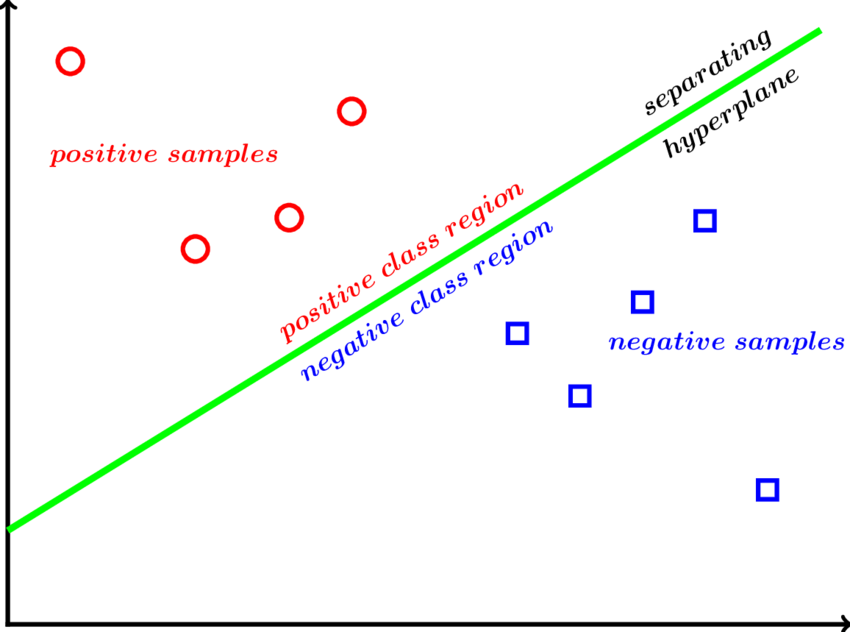 separating
hyperplane
positive samples
positive class region
negative class region
negative samples